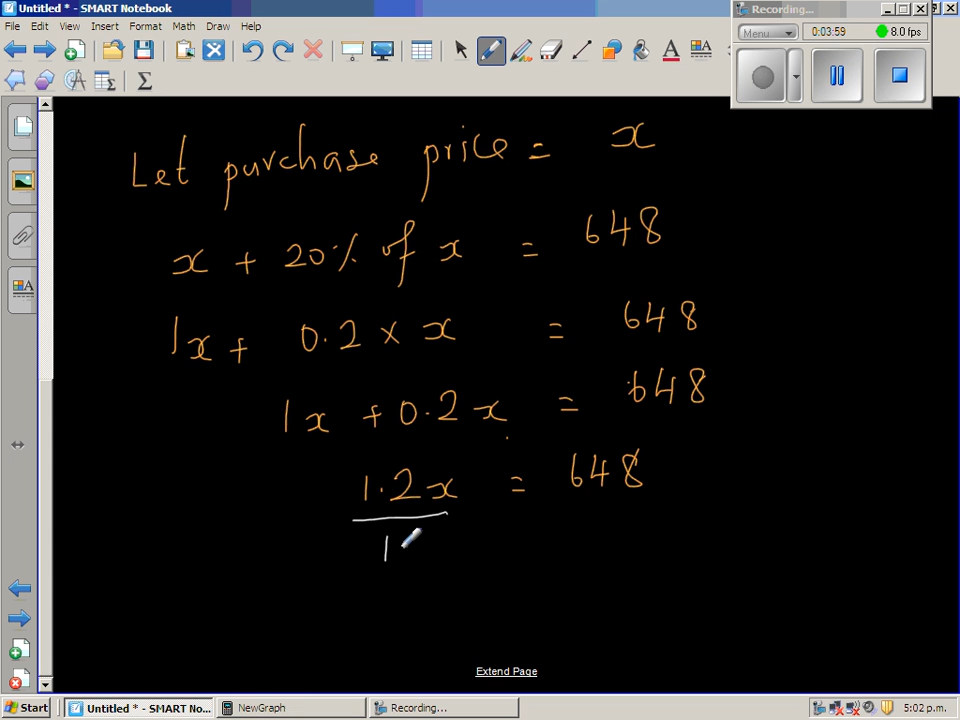 Untitled * - SMART Notebook
Recording...
File Edit View Insert Format Math Draw Help
Menu
0:03:59
8.0 fps
Let purchase price = x
x + 20% of x = 648
1x + 0.2 × x = 648
1x + 0.2x = 648
1.2x = 648
1
Extend Page
Start
Untitled * - SMART No...
NewGraph
Recording...
5:02 p.m.